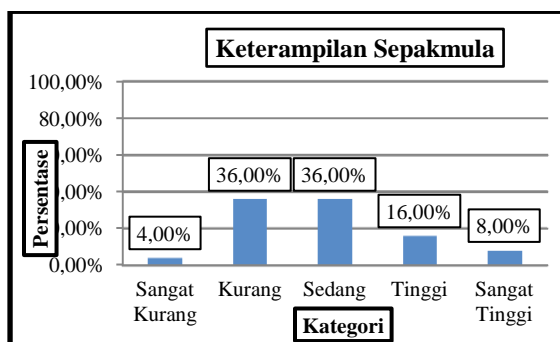 Keterampilan Sepakmula
100,00%
80,00%
0,00%
Persentase
4,00%
36,00%
36,00%
16,00%
8,00%
Sangat Kurang
Kurang
Sedang
Tinggi
Sangat Tinggi
Kategori